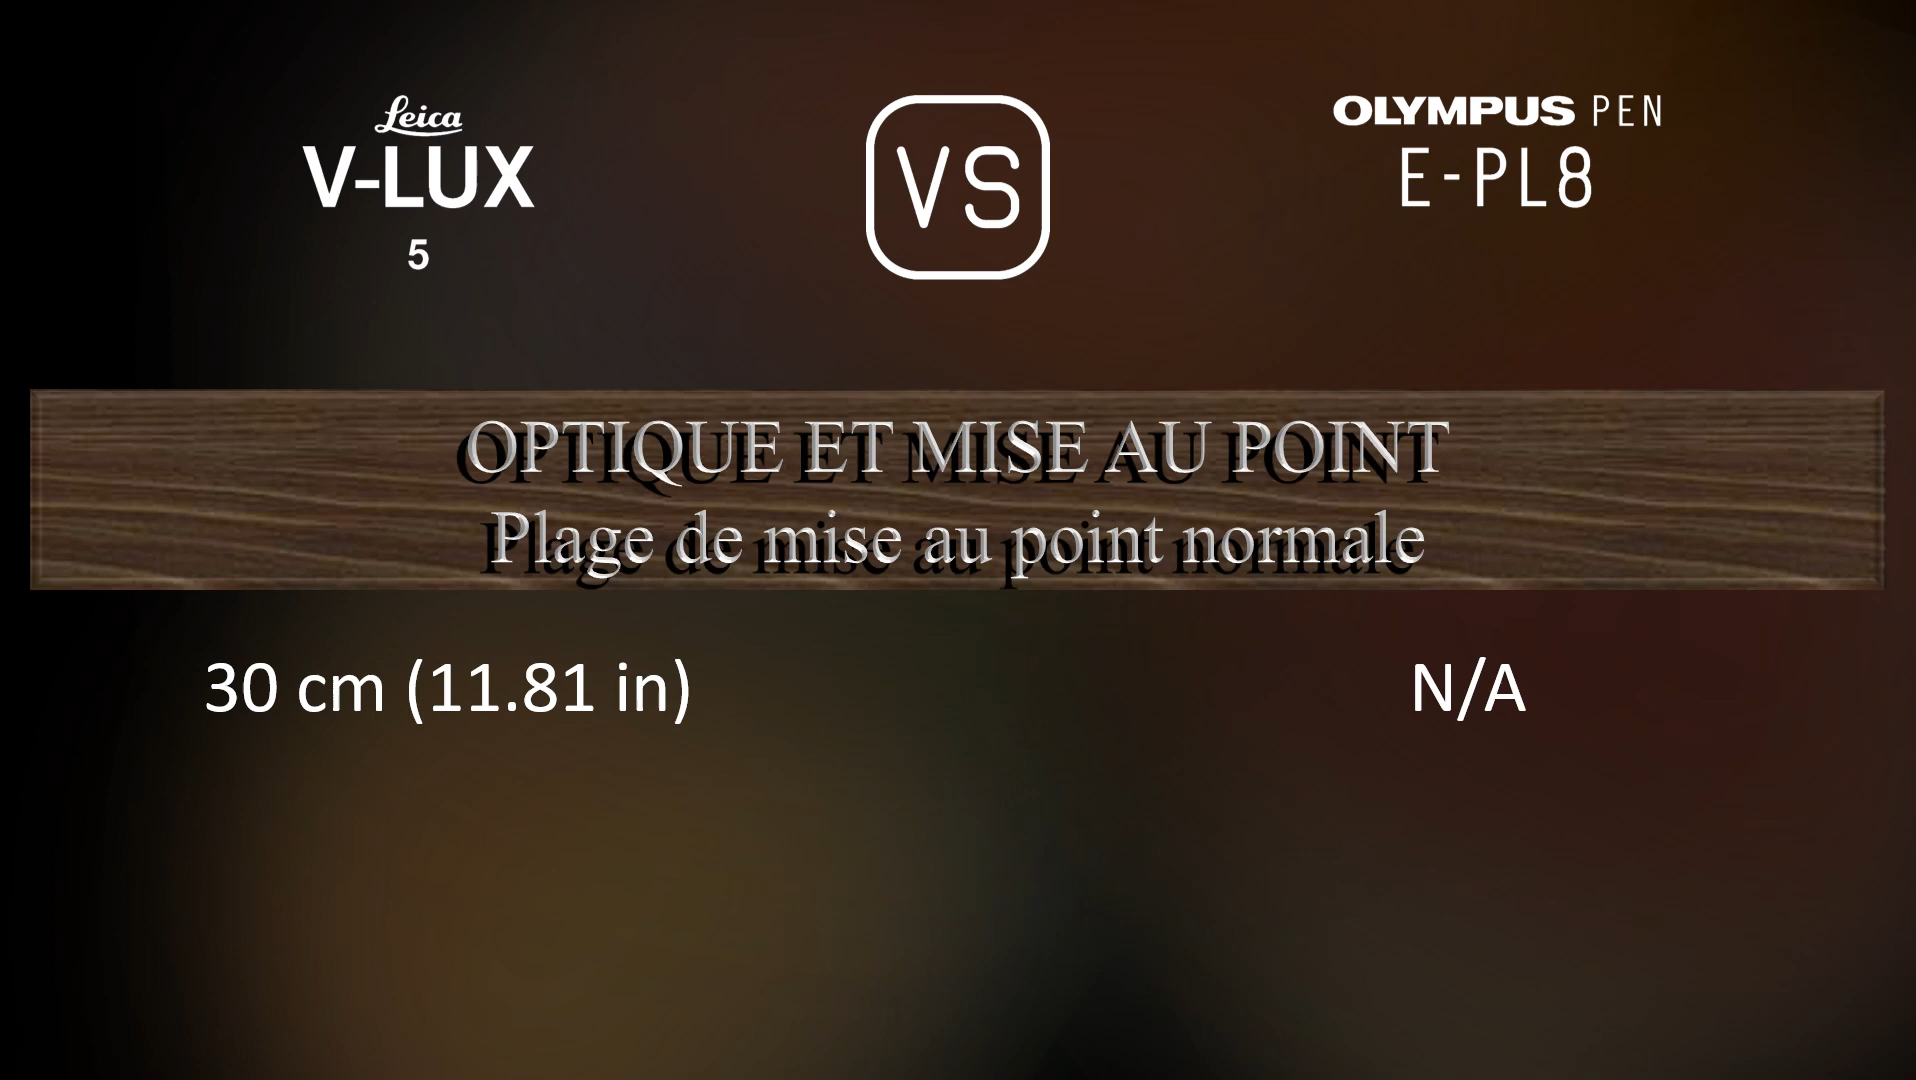 Leica
V-LUX
5
VS
OLYMPUS PEN
E-PL8
OPTIQUE ET MISE AU POINT
Plage de mise au point normale
30 cm (11.81 in)
N/A